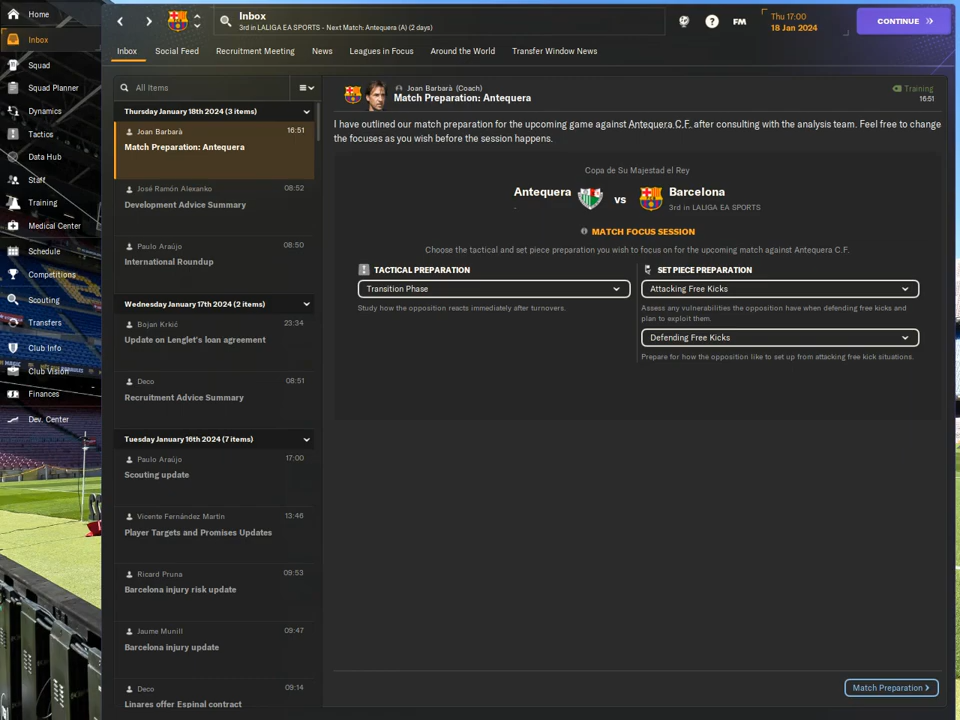 Home
Inbox
Squad
Squad Planner
Dynamics
Tactics
Data Hub
Staff
Training
Medical Center
Schedule
Competitions
Scouting
Transfers
Club Info
Club Vision
Finances
Dev. Center
Inbox
3rd in LALIGA EA SPORTS - Next Match: Antequera (A) (2 days)
?
FM
Thu 17:00
18 Jan 2024
CONTINUE
Inbox
Social Feed
Recruitment Meeting
News
Leagues in Focus
Around the World
Transfer Window News
All Items
Thursday January 18th 2024 (3 items)
Joan Barbarà 16:51
Match Preparation: Antequera
José Ramón Alexanko 08:52
Development Advice Summary
Paulo Araújo 08:50
International Roundup
Wednesday January 17th 2024 (2 items)
Bojan Krkić 23:34
Update on Lenglet's loan agreement
Deco 08:51
Recruitment Advice Summary
Tuesday January 16th 2024 (7 items)
Paulo Araújo 17:00
Scouting update
Vicente Fernández Martin 13:46
Player Targets and Promises Updates
Ricard Pruna 09:53
Barcelona injury risk update
Jaume Munill 09:47
Barcelona injury update
Deco 09:14
Linares offer Espinal contract
Joan Barbarà (Coach)
Match Preparation: Antequera
Training
16:51
I have outlined our match preparation for the upcoming game against Antequera C.F. after consulting with the analysis team. Feel free to change
the focuses as you wish before the session happens.
Copa de Su Majestad el Rey
Antequera vs Barcelona
- 3rd in LALIGA EA SPORTS
MATCH FOCUS SESSION
Choose the tactical and set piece preparation you wish to focus on for the upcoming match against Antequera C.F.
TACTICAL PREPARATION
Transition Phase
Study how the opposition reacts immediately after turnovers.
SET PIECE PREPARATION
Attacking Free Kicks
Assess any vulnerabilities the opposition have when defending free kicks and
plan to exploit them.
Defending Free Kicks
Prepare for how the opposition like to set up from attacking free kick situations.
Match Preparation >